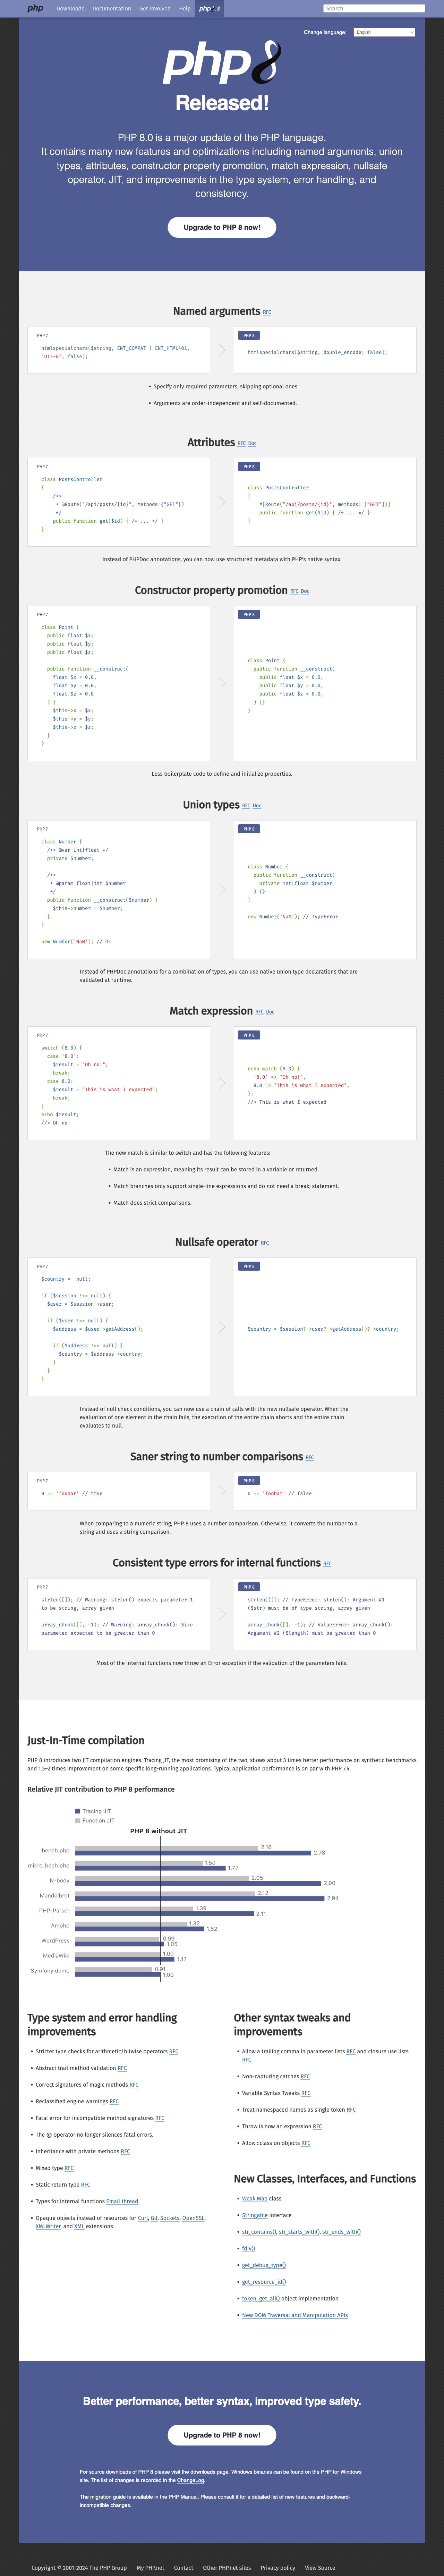 php
Downloads
Documentation
Get Involved
Help
php8.3
Search
Change language:
English
php8
Released!
PHP 8.0 is a major update of the PHP language.
It contains many new features and optimizations including named arguments, union
types, attributes, constructor property promotion, match expression, nullsafe
operator, JIT, and improvements in the type system, error handling, and
consistency.
Upgrade to PHP 8 now!
Named arguments RFC
PHP 7
htmlspecialchars($string, ENT_COMPAT | ENT_HTML401,
'UTF-8', false);
PHP 8
htmlspecialchars($string, double_encode: false);
• Specify only required parameters, skipping optional ones.
• Arguments are order-independent and self-documented.
Attributes RFC Doc
PHP 7
class PostsController
{
/**
* @Route("/api/posts/{id}", methods={"GET"})
*/
public function get($id) { /* ... */ }
}
PHP 8
class PostsController
{
#[Route("/api/posts/{id}", methods: ["GET"])]
public function get($id) { /* ... */ }
}
Instead of PHPDoc annotations, you can now use structured metadata with PHP's native syntax.
Constructor property promotion RFC Doc
PHP 7
class Point {
public float $x;
public float $y;
public float $z;
public function __construct(
float $x = 0.0,
float $y = 0.0,
float $z = 0.0
) {
$this->x = $x;
$this->y = $y;
$this->z = $z;
}
}
PHP 8
class Point {
public function __construct(
public float $x = 0.0,
public float $y = 0.0,
public float $z = 0.0,
) {}
}
Less boilerplate code to define and initialize properties.
Union types RFC Doc
PHP 7
class Number {
/** @var int|float */
private $number;
/**
* @param float|int $number
*/
public function __construct($number) {
$this->number = $number;
}
}
new Number('NaN'); // Ok
PHP 8
class Number {
public function __construct(
private int|float $number
) {}
}
new Number('NaN'); // TypeError
Instead of PHPDoc annotations for a combination of types, you can use native union type declarations that are
validated at runtime.
Match expression RFC Doc
PHP 7
switch (8.0) {
case '8.0':
$result = "Oh no!";
break;
case 8.0:
$result = "This is what I expected";
break;
}
echo $result;
//> Oh no!
PHP 8
echo match (8.0) {
'8.0' => "Oh no!",
8.0 => "This is what I expected",
};
//> This is what I expected
The new match is similar to switch and has the following features:
• Match is an expression, meaning its result can be stored in a variable or returned.
• Match branches only support single-line expressions and do not need a break; statement.
• Match does strict comparisons.
Nullsafe operator RFC
PHP 7
$country =  null;
if ($session !== null) {
$user = $session->user;
if ($user !== null) {
$address = $user->getAddress();
if ($address !== null) {
$country = $address->country;
}
}
}
PHP 8
$country = $session?->user?->getAddress()?->country;
Instead of null check conditions, you can now use a chain of calls with the new nullsafe operator. When the
evaluation of one element in the chain fails, the execution of the entire chain aborts and the entire chain
evaluates to null.
Saner string to number comparisons RFC
PHP 7
0 == 'foobar' // true
PHP 8
0 == 'foobar' // false
When comparing to a numeric string, PHP 8 uses a number comparison. Otherwise, it converts the number to a
string and uses a string comparison.
Consistent type errors for internal functions RFC
PHP 7
strlen([]); // Warning: strlen() expects parameter 1
to be string, array given
array_chunk([], -1); // Warning: array_chunk(): Size
parameter expected to be greater than 0
PHP 8
strlen([]); // TypeError: strlen(): Argument #1
($str) must be of type string, array given
array_chunk([], -1); // ValueError: array_chunk():
Argument #2 ($length) must be greater than 0
Most of the internal functions now throw an Error exception if the validation of the parameters fails.
Just-In-Time compilation
PHP 8 introduces two JIT compilation engines. Tracing JIT, the most promising of the two, shows about 3 times better performance on synthetic benchmarks
and 1.5–2 times improvement on some specific long-running applications. Typical application performance is on par with PHP 7.4.
Relative JIT contribution to PHP 8 performance
Tracing JIT
Function JIT
PHP 8 without JIT
bench.php
2.16
2.78
micro_bech.php
1.50
1.77
N-body
2.05
2.90
Mandelbrot
2.12
2.94
PHP-Parser
1.39
2.11
Amphp
1.32
1.52
WordPress
0.99
1.05
MediaWiki
1.00
1.17
Symfony demo
0.91
1.00
Type system and error handling
improvements
• Stricter type checks for arithmetic/bitwise operators RFC
• Abstract trait method validation RFC
• Correct signatures of magic methods RFC
• Reclassified engine warnings RFC
• Fatal error for incompatible method signatures RFC
• The @ operator no longer silences fatal errors.
• Inheritance with private methods RFC
• Mixed type RFC
• Static return type RFC
• Types for internal functions Email thread
• Opaque objects instead of resources for Curl, Gd, Sockets, OpenSSL,
XMLWriter, and XML extensions
Other syntax tweaks and
improvements
• Allow a trailing comma in parameter lists RFC and closure use lists
RFC
• Non-capturing catches RFC
• Variable Syntax Tweaks RFC
• Treat namespaced names as single token RFC
• Throw is now an expression RFC
• Allow ::class on objects RFC
New Classes, Interfaces, and Functions
• Weak Map class
• Stringable interface
• str_contains(), str_starts_with(), str_ends_with()
• fdiv()
• get_debug_type()
• get_resource_id()
• token_get_all() object implementation
• New DOM Traversal and Manipulation APIs
Better performance, better syntax, improved type safety.
Upgrade to PHP 8 now!
For source downloads of PHP 8 please visit the downloads page. Windows binaries can be found on the PHP for Windows
site. The list of changes is recorded in the ChangeLog.
The migration guide is available in the PHP Manual. Please consult it for a detailed list of new features and backward-
incompatible changes.
Copyright © 2001-2024 The PHP Group
My PHP.net
Contact
Other PHP.net sites
Privacy policy
View Source